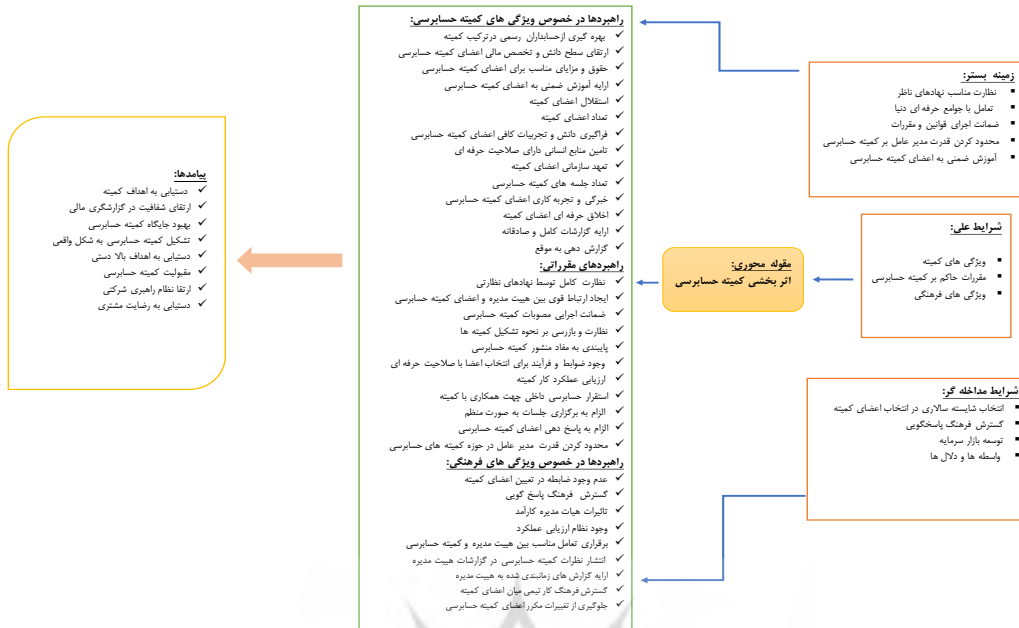 زمینه بستر:
نظارت مناسب نهادهای ناظر
تعامل با جوامع حرفه ای دنیا
ضمانت اجرای قوانین و مقررات
محدود کردن قدرت مدیر عامل بر کمیته حسابرسی
آموزش ضمنی به اعضای کمیته حسابرسی
شرایط علی:
ویژگی های کمیته
مقررات حاکم بر کمیته حسابرسی
ویژگی های فرهنگی
شرایط مداخله گر:
انتخاب شایسته سالاری در انتخاب اعضای کمیته
گسترش فرهنگ پاسخگویی
توسعه بازار سرمایه
واسطه ها و دلال ها
مقوله محوری:
اثر بخشی کمیته حسابرسی
راهبردها در خصوص ویژگی های کمیته حسابرسی:
بهره گیری ازحسابداران رسمی درترکیب کمیته
ارتقای سطح دانش و تخصص مالی اعضای کمیته حسابرسی
حقوق و مزایای مناسب برای اعضای کمیته حسابرسی
ارایه آموزش ضمنی به اعضای کمیته حسابرسی
استقلال اعضای کمیته
تعداد اعضای کمیته
فراگیری دانش و تجربیات کافی اعضای کمیته حسابرسی
تامین منابع انسانی دارای صلاحیت حرفه ای
تعهد سازمانی اعضای کمیته
تعداد جلسه های کمیته حسابرسی
خبرگی و تجربه کاری اعضای کمیته حسابرسی
اخلاق حرفه ای اعضای کمیته
ارایه گزارشات کامل و صادقانه
گزارش دهی به موقع
راهبردهای مقرراتی:
نظارت کامل توسط نهادهای نظارتی
ایجاد ارتباط قوی بین هییت مدیره و اعضای کمیته حسابرسی
ضمانت اجرایی مصوبات کمیته حسابرسی
نظارت و بازرسی بر نحوه تشکیل کمیته ها
پایبندی به مفاد منشور کمیته حسابرسی
وجود ضوابط و فرآیند برای انتخاب اعضا با صلاحیت حرفه ای
ارزیابی عملکرد کار کمیته
استقرار حسابرسی داخلی جهت همکاری با کمیته
الزام به برگزاری جلسات به صورت منظم
الزام به پاسخ دهی اعضای کمیته حسابرسی
محدود کردن قدرت مدیر عامل در حوزه کمیته های حسابرسی
راهبردها در خصوص ویژگی های فرهنگی:
عدم وجود ضابطه در تعیین اعضای کمیته
گسترش فرهنگ پاسخ گویی
تاثیرات هیات مدیره کارآمد
وجود نظام ارزیابی عملکرد
برقراری تعامل مناسب بین هییت مدیره و کمیته حسابرسی
انتشار نظرات کمیته حسابرسی در گزارشات هییت مدیره
ارایه گزارش های زمانبندی شده به هییت مدیره
گسترش فرهنگ کار تیمی میان اعضای کمیته
جلوگیری از تغییرات مکرر اعضای کمیته حسابرسی
پیامدها:
دستیابی به اهداف کمیته
ارتقای شفافیت در گزارشگری مالی
بهبود جایگاه کمیته حسابرسی
تشکیل کمیته حسابرسی به شکل واقعی
دستیابی به اهداف بالا دستی
مقبولیت کمیته حسابرسی
ارتقا نظام راهبری شرکتی
دستیابی به رضایت مشتری